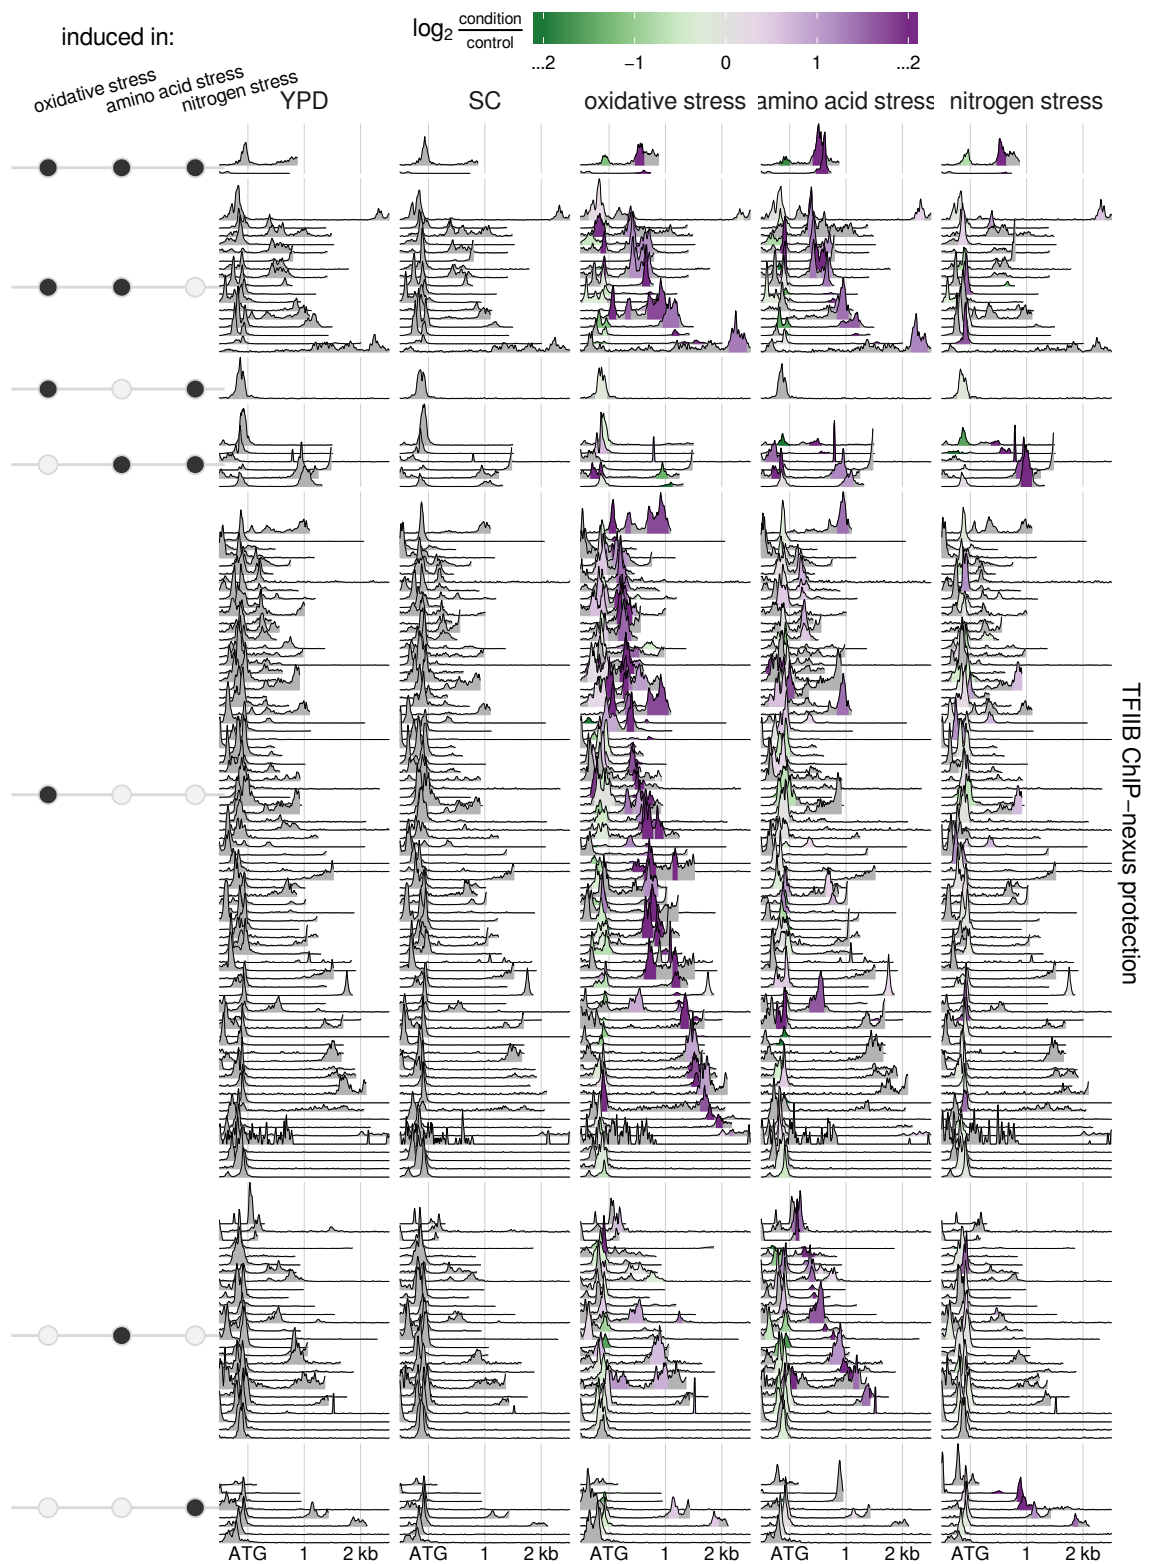 induced in:
log2 condition
control
...2 −1 0 1 ...2
oxidative stress
amino acid stress
nitrogen stress
YPD SC oxidative stress amino acid stress nitrogen stress
TFIIB ChIP−nexus protection
ATG 1 2 kb ATG 1 2 kb ATG 1 2 kb ATG 1 2 kb ATG 1 2 kb